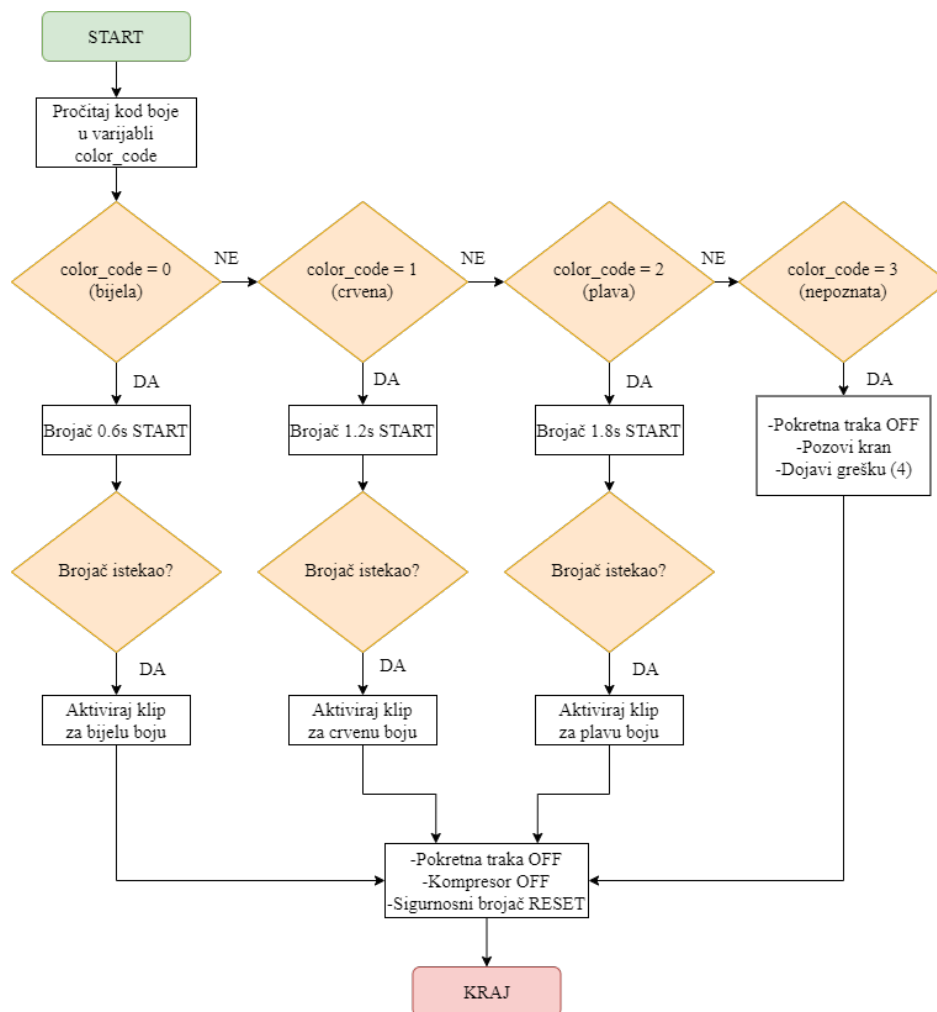 START
Pročitaj kod boje
u varijabli
color_code
color_code = 0
(bijela)
NE
color_code = 1
(crvena)
NE
color_code = 2
(plava)
NE
color_code = 3
(nepoznata)
DA
DA
DA
DA
Brojač 0.6s START
Brojač 1.2s START
Brojač 1.8s START
-Pokretna traka OFF
-Pozovi kran
-Dojavi grešku (4)
Brojač istekao?
Brojač istekao?
Brojač istekao?
DA
DA
DA
Aktiviraj klip
za bijelu boju
Aktiviraj klip
za crvenu boju
Aktiviraj klip
za plavu boju
-Pokretna traka OFF
-Kompresor OFF
-Sigurnosni brojač RESET
KRAJ